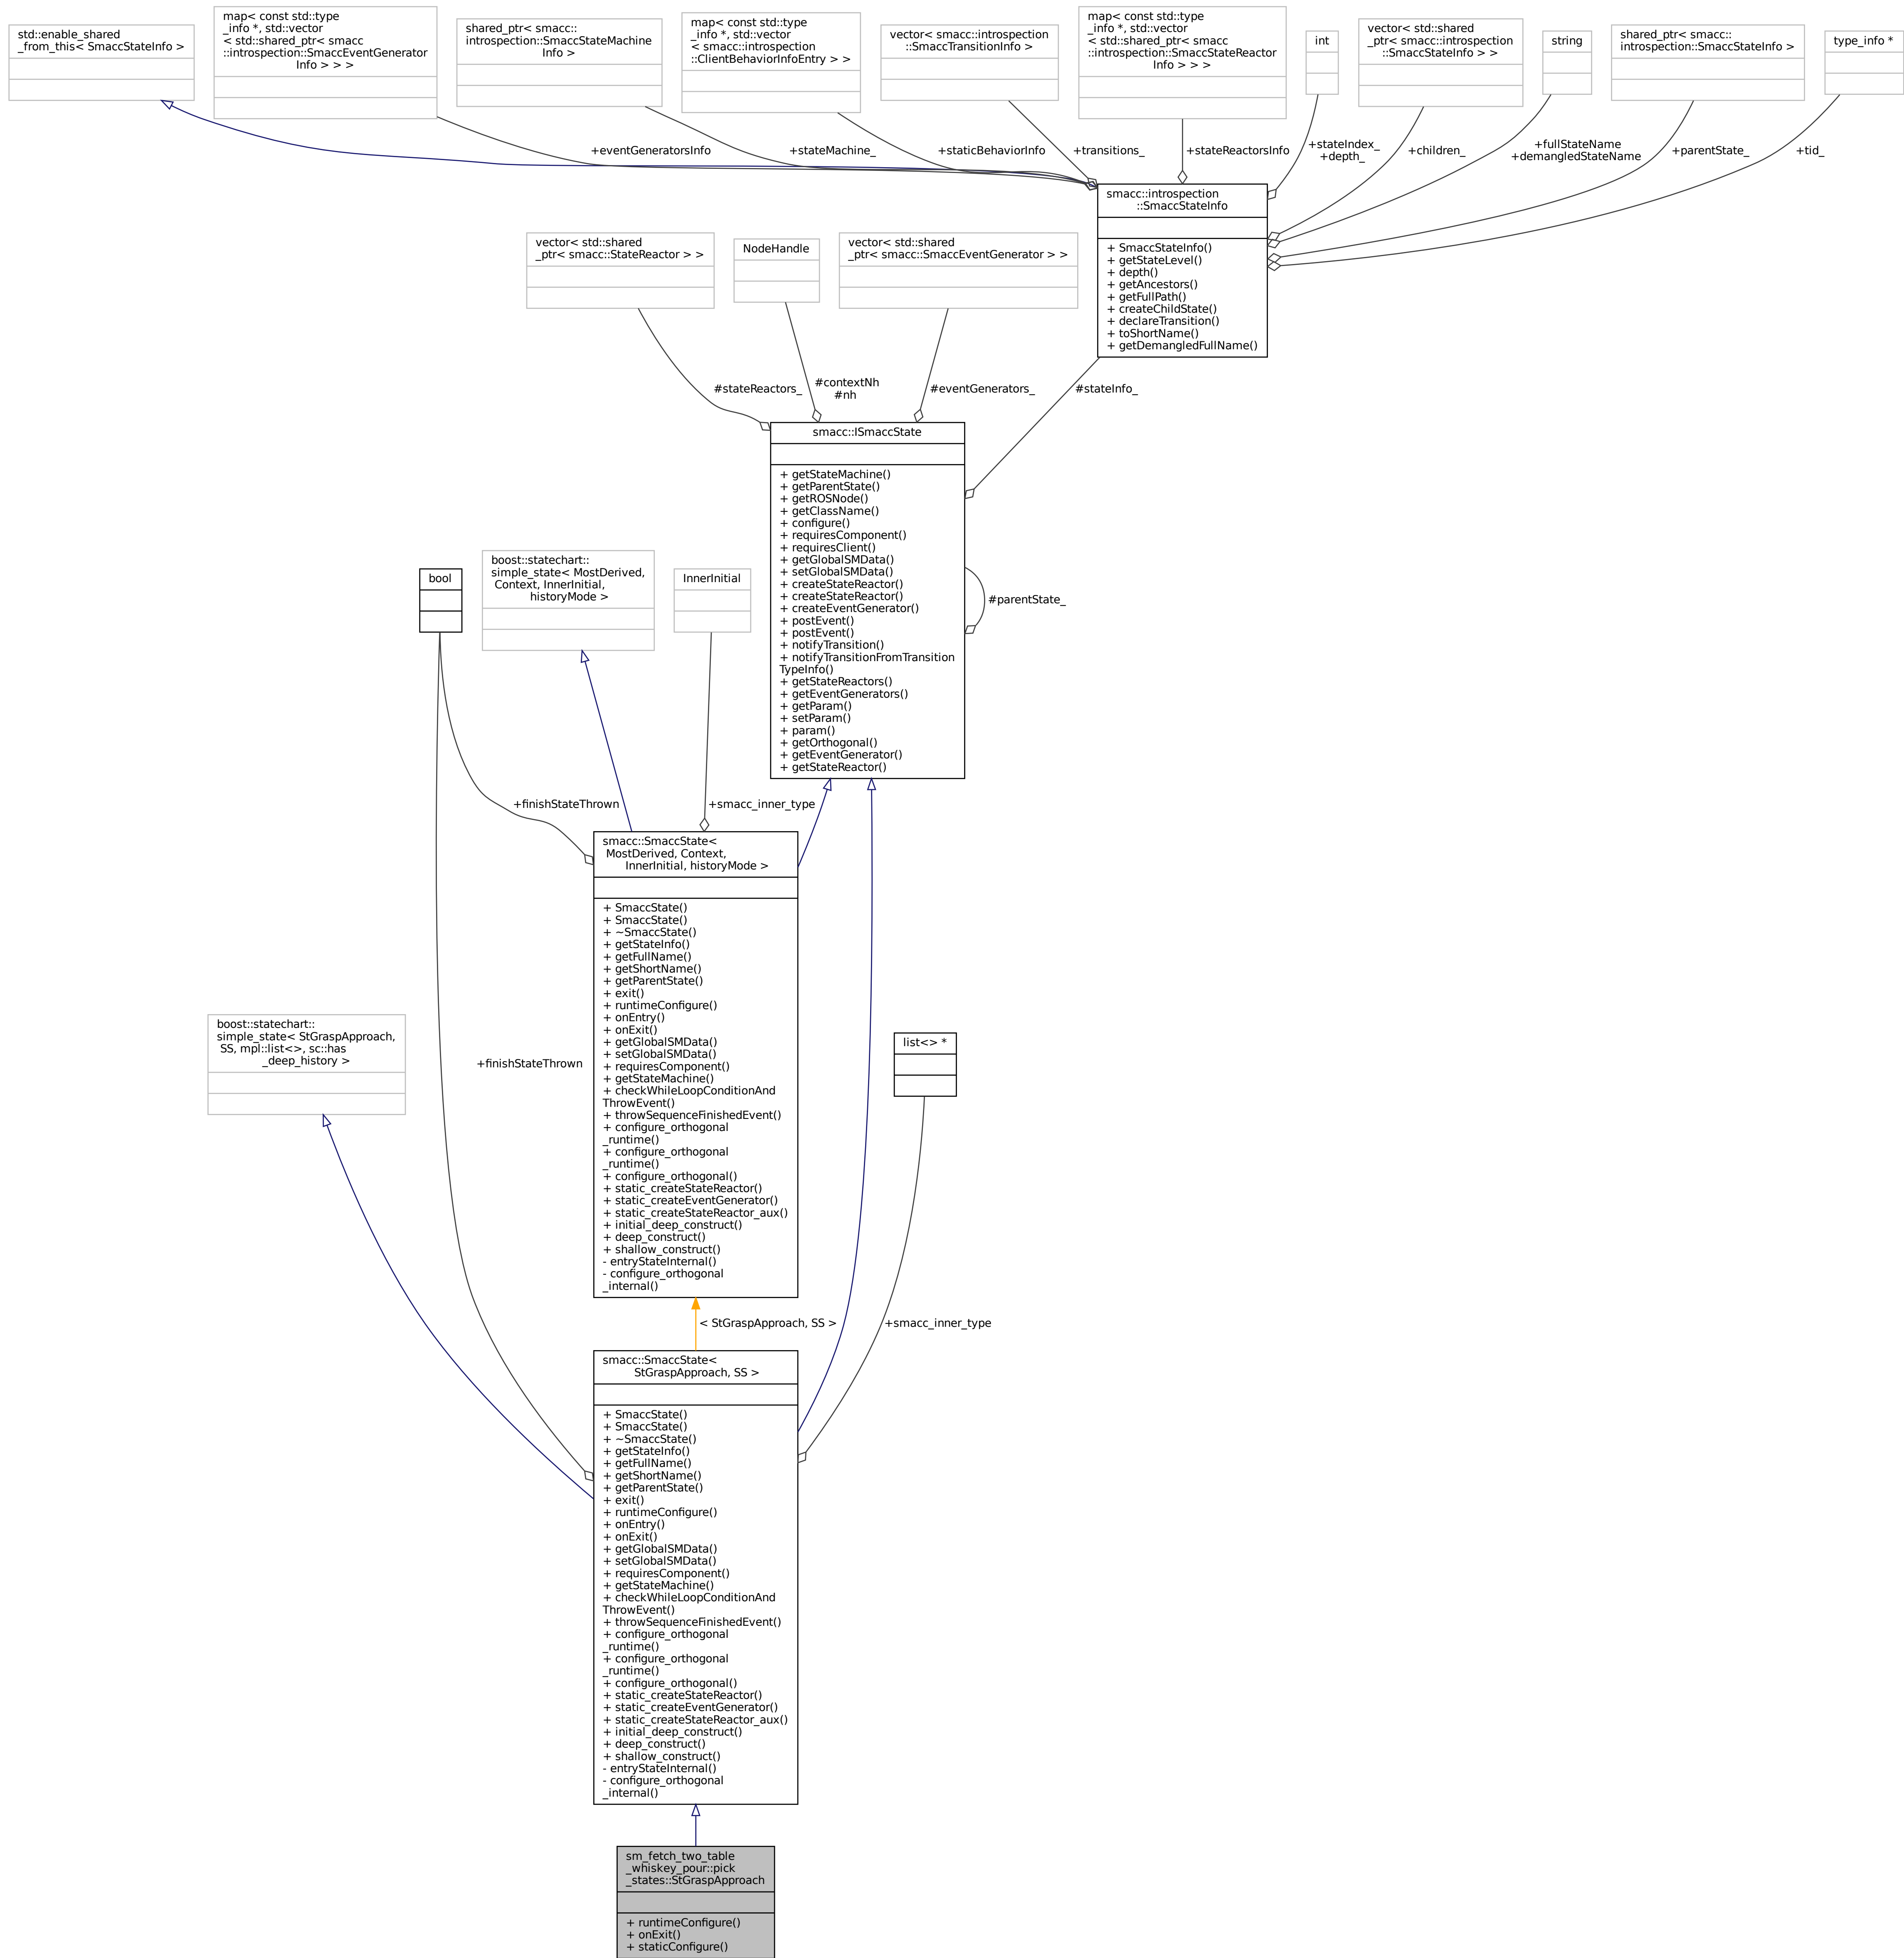 std::enable_shared
_from_this< SmaccStateInfo >
map< const std::type
_info *, std::vector
< std::shared_ptr< smacc
::introspection::SmaccEventGenerator
Info > > >
shared_ptr< smacc::
introspection::SmaccStateMachine
Info >
map< const std::type
_info *, std::vector
< smacc::introspection
::ClientBehaviorInfoEntry > >
vector< smacc::introspection
::SmaccTransitionInfo >
map< const std::type
_info *, std::vector
< std::shared_ptr< smacc
::introspection::SmaccStateReactor
Info > > >
int
vector< std::shared
_ptr< smacc::introspection
::SmaccStateInfo > >
string
shared_ptr< smacc::
introspection::SmaccStateInfo >
type_info *
+eventGeneratorsInfo
+stateMachine_
+staticBehaviorInfo
+transitions_
+stateReactorsInfo
+stateIndex_
+depth_
+children_
+fullStateName
+demangledStateName
+parentState_
+tid_
smacc::introspection
::SmaccStateInfo
+ SmaccStateInfo()
+ getStateLevel()
+ depth()
+ getAncestors()
+ getFullPath()
+ createChildState()
+ declareTransition()
+ toShortName()
+ getDemangledFullName()
vector< std::shared
_ptr< smacc::StateReactor > >
NodeHandle
vector< std::shared
_ptr< smacc::SmaccEventGenerator > >
#stateReactors_
#contextNh
#nh
#eventGenerators_
#stateInfo_
smacc::ISmaccState
+ getStateMachine()
+ getParentState()
+ getROSNode()
+ getClassName()
+ configure()
+ requiresComponent()
+ requiresClient()
+ getGlobalSMData()
+ setGlobalSMData()
+ createStateReactor()
+ createStateReactor()
+ createEventGenerator()
+ postEvent()
+ postEvent()
+ notifyTransition()
+ notifyTransitionFromTransition
TypeInfo()
+ getStateReactors()
+ getEventGenerators()
+ getParam()
+ setParam()
+ param()
+ getOrthogonal()
+ getEventGenerator()
+ getStateReactor()
#parentState_
bool
boost::statechart::
simple_state< MostDerived,
Context, InnerInitial,
historyMode >
InnerInitial
+finishStateThrown
+smacc_inner_type
smacc::SmaccState<
MostDerived, Context,
InnerInitial, historyMode >
+ SmaccState()
+ SmaccState()
+ ~SmaccState()
+ getStateInfo()
+ getFullName()
+ getShortName()
+ getParentState()
+ exit()
+ runtimeConfigure()
+ onEntry()
+ onExit()
+ getGlobalSMData()
+ setGlobalSMData()
+ requiresComponent()
+ getStateMachine()
+ checkWhileLoopConditionAnd
ThrowEvent()
+ throwSequenceFinishedEvent()
+ configure_orthogonal
_runtime()
+ configure_orthogonal
_runtime()
+ configure_orthogonal()
+ static_createStateReactor()
+ static_createEventGenerator()
+ static_createStateReactor_aux()
+ initial_deep_construct()
+ deep_construct()
+ shallow_construct()
- entryStateInternal()
- configure_orthogonal
_internal()
boost::statechart::
simple_state< StGraspApproach,
SS, mpl::list<>, sc::has
_deep_history >
+finishStateThrown
list<> *
< StGraspApproach, SS >
+smacc_inner_type
smacc::SmaccState<
StGraspApproach, SS >
+ SmaccState()
+ SmaccState()
+ ~SmaccState()
+ getStateInfo()
+ getFullName()
+ getShortName()
+ getParentState()
+ exit()
+ runtimeConfigure()
+ onEntry()
+ onExit()
+ getGlobalSMData()
+ setGlobalSMData()
+ requiresComponent()
+ getStateMachine()
+ checkWhileLoopConditionAnd
ThrowEvent()
+ throwSequenceFinishedEvent()
+ configure_orthogonal
_runtime()
+ configure_orthogonal
_runtime()
+ configure_orthogonal()
+ static_createStateReactor()
+ static_createEventGenerator()
+ static_createStateReactor_aux()
+ initial_deep_construct()
+ deep_construct()
+ shallow_construct()
- entryStateInternal()
- configure_orthogonal
_internal()
sm_fetch_two_table
_whiskey_pour::pick
_states::StGraspApproach
+ runtimeConfigure()
+ onExit()
+ staticConfigure()